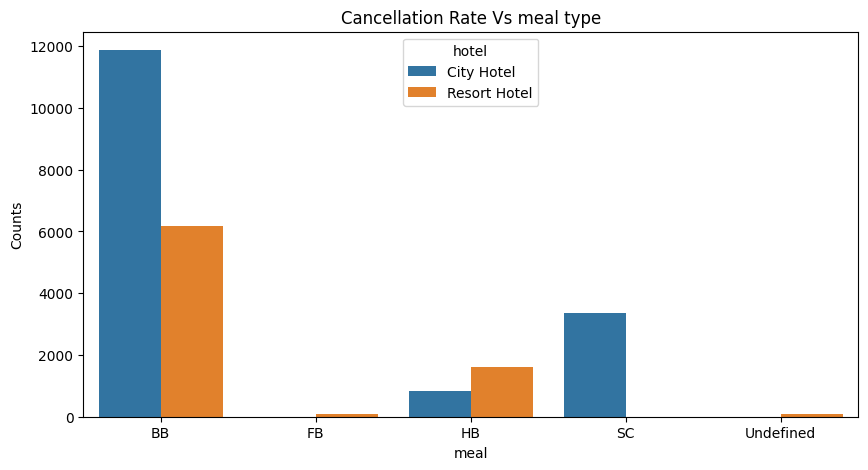 Cancellation Rate Vs meal type
hotel
City Hotel
Resort Hotel
12000
10000
8000
6000
4000
2000
0
Counts
BB FB HB SC Undefined
meal